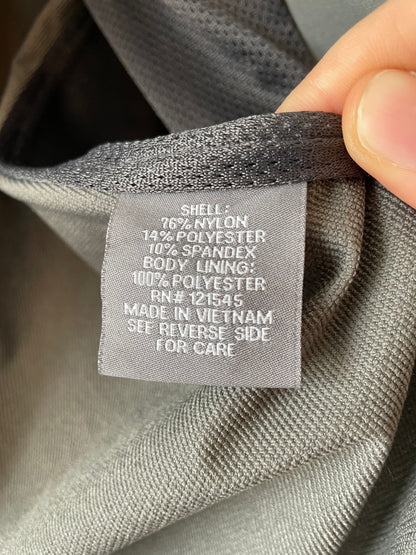 SHELL:
76% NYLON
14% POLYESTER
10% SPANDEX
BODY LINING:
100% POLYESTER
RN# 121545
MADE IN VIETNAM
SEE REVERSE SIDE
FOR CARE